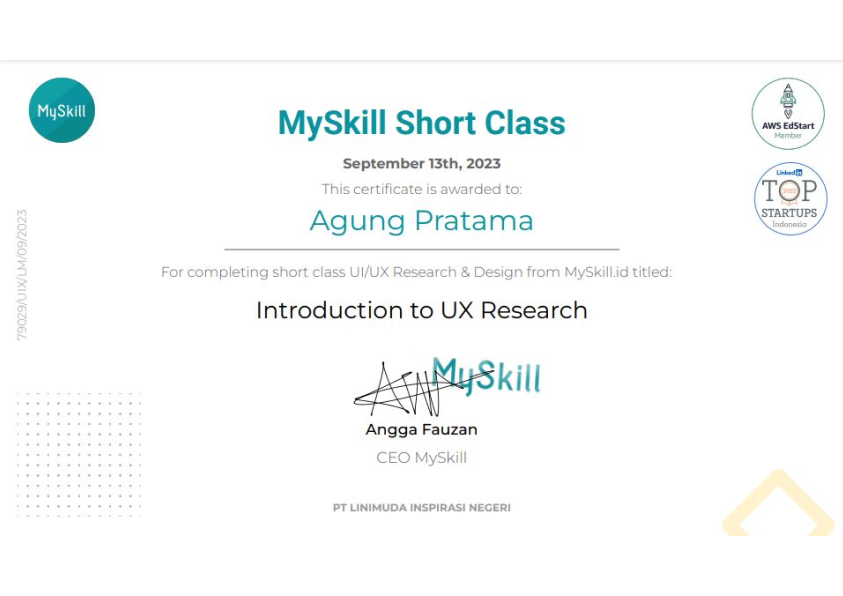 MySkill
MySkill Short Class
September 13th, 2023
This certificate is awarded to:
Agung Pratama
For completing short class UI/UX Research & Design from MySkill.id titled:
Introduction to UX Research
MySkill
Angga Fauzan
CEO MySkill
PT LINIMUDA INSPIRASI NEGERI
79029/UIX/LM/09/2023
AWS EdStart
Member
LinkedIn
TOP
2022
STARTUPS
Indonesia